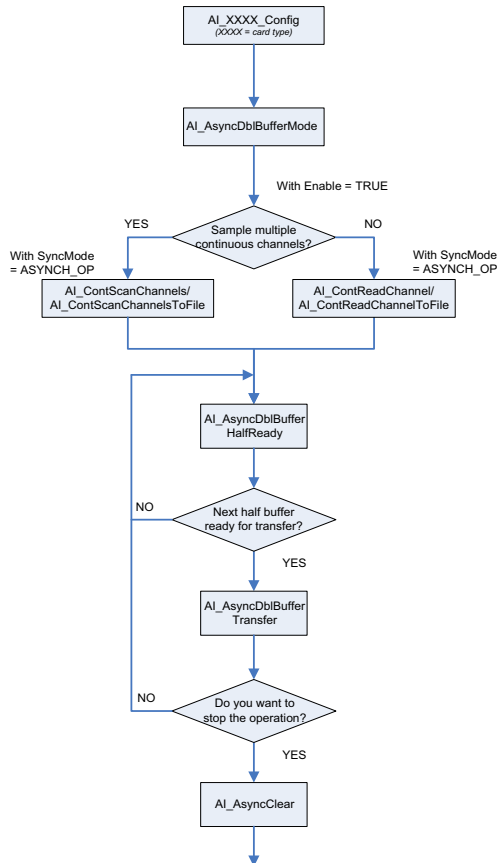 AI_XXXX_Config
(XXXX = card type)
AI_AsyncDblBufferMode
With Enable = TRUE
YES
Sample multiple
continuous channels?
NO
With SyncMode
= ASYNCH_OP
With SyncMode
= ASYNCH_OP
AI_ContScanChannels/
AI_ContScanChannelsToFile
AI_ContReadChannel/
AI_ContReadChannelToFile
AI_AsyncDblBuffer
HalfReady
NO
Next half buffer
ready for transfer?
YES
AI_AsyncDblBuffer
Transfer
NO
Do you want to
stop the operation?
YES
AI_AsyncClear